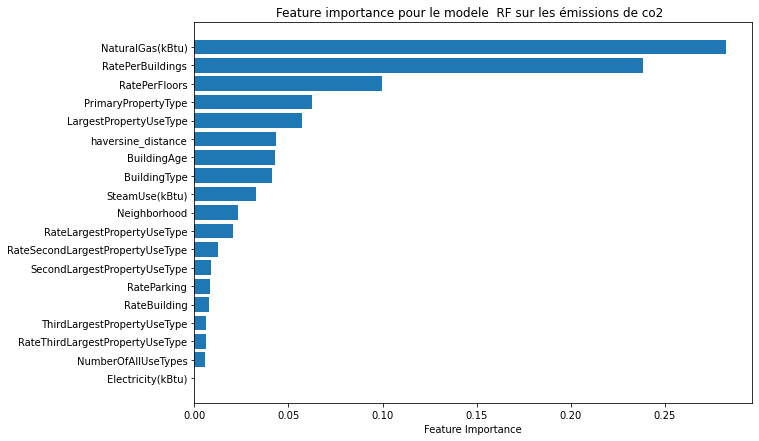 Feature importance pour le modele  RF sur les émissions de co2
NaturalGas(kBtu)
RatePerBuildings
RatePerFloors
PrimaryPropertyType
LargestPropertyUseType
haversine_distance
BuildingAge
BuildingType
SteamUse(kBtu)
Neighborhood
RateLargestPropertyUseType
RateSecondLargestPropertyUseType
SecondLargestPropertyUseType
RateParking
RateBuilding
ThirdLargestPropertyUseType
RateThirdLargestPropertyUseType
NumberOfAllUseTypes
Electricity(kBtu)
0.00 0.05 0.10 0.15 0.20 0.25
Feature Importance